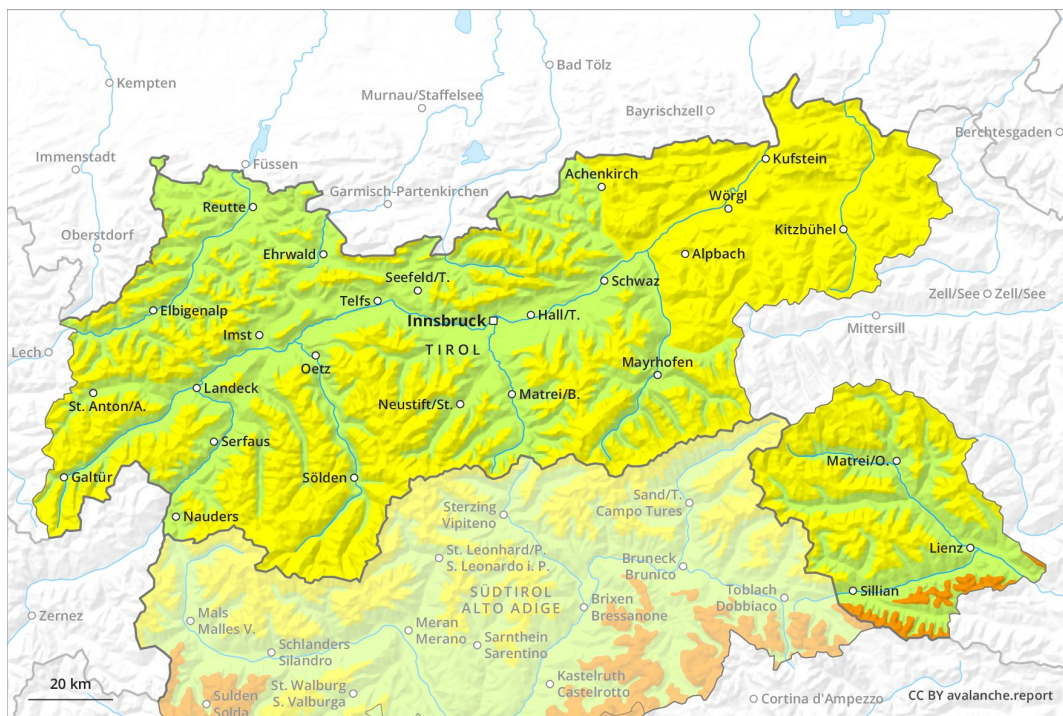 Kempten
Bad Tölz
Murnau/Staffelsee
Bayrischzell
Berchtesgaden
Immenstadt
Füssen
Kufstein
Achenkirch
Garmisch-Partenkirchen
Wörgl
Reutte
Oberstdorf
Kitzbühel
Ehrwald
Alpbach
Seefeld/T.
Schwaz
Zell/See
Zell/See
Telfs
Elbigenalp
Innsbruck
Hall/T.
Mittersill
Imst
Lech
TIROL
Oetz
Mayrhofen
Landeck
St. Anton/A.
Neustift/St.
Matrei/B.
Serfaus
Matrei/O.
Galtür
Sölden
Sand/T.
Campo Tures
Sterzing
Vipiteno
Nauders
Lienz
St. Leonhard/P.
S. Leonardo i. P.
Bruneck
Brunico
Sillian
SÜDTIROL
ALTO ADIGE
Toblach
Dobbiaco
Brixen
Bressanone
Zernez
Mals
Malles V.
Meran
Merano
Sarnthein
Sarentino
Schlanders
Silandro
Kastelruth
Castelrotto
20 km
Sulden
Solda
St. Walburg
S. Valburga
Cortina d'Ampezzo
CC BY avalanche.report